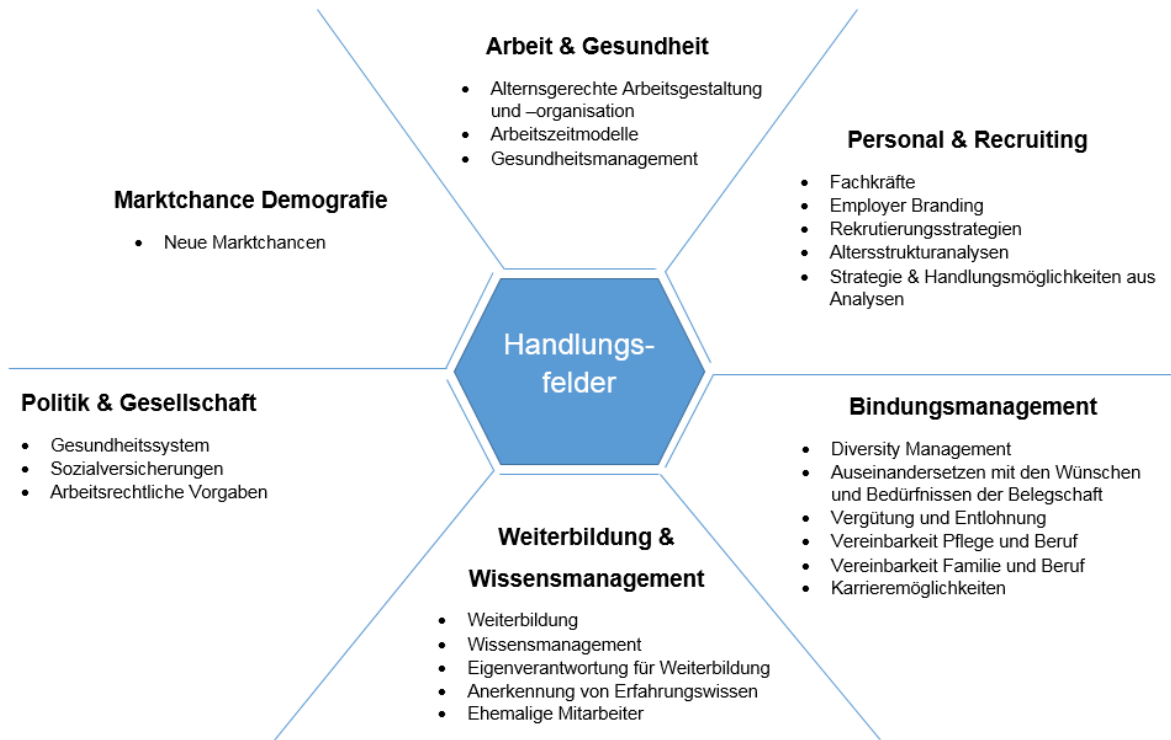 Arbeit & Gesundheit
• Alternsgerechte Arbeitsgestaltung
und –organisation
• Arbeitszeitmodelle
• Gesundheitsmanagement
Personal & Recruiting
• Fachkräfte
• Employer Branding
• Rekrutierungsstrategien
• Altersstrukturanalysen
• Strategie & Handlungsmöglichkeiten aus
Analysen
Marktchance Demografie
• Neue Marktchancen
Handlungs-
felder
Politik & Gesellschaft
• Gesundheitssystem
• Sozialversicherungen
• Arbeitsrechtliche Vorgaben
Bindungsmanagement
• Diversity Management
• Auseinandersetzen mit den Wünschen
und Bedürfnissen der Belegschaft
• Vergütung und Entlohnung
• Vereinbarkeit Pflege und Beruf
• Vereinbarkeit Familie und Beruf
• Karrieremöglichkeiten
Weiterbildung &
Wissensmanagement
• Weiterbildung
• Wissensmanagement
• Eigenverantwortung für Weiterbildung
• Anerkennung von Erfahrungswissen
• Ehemalige Mitarbeiter